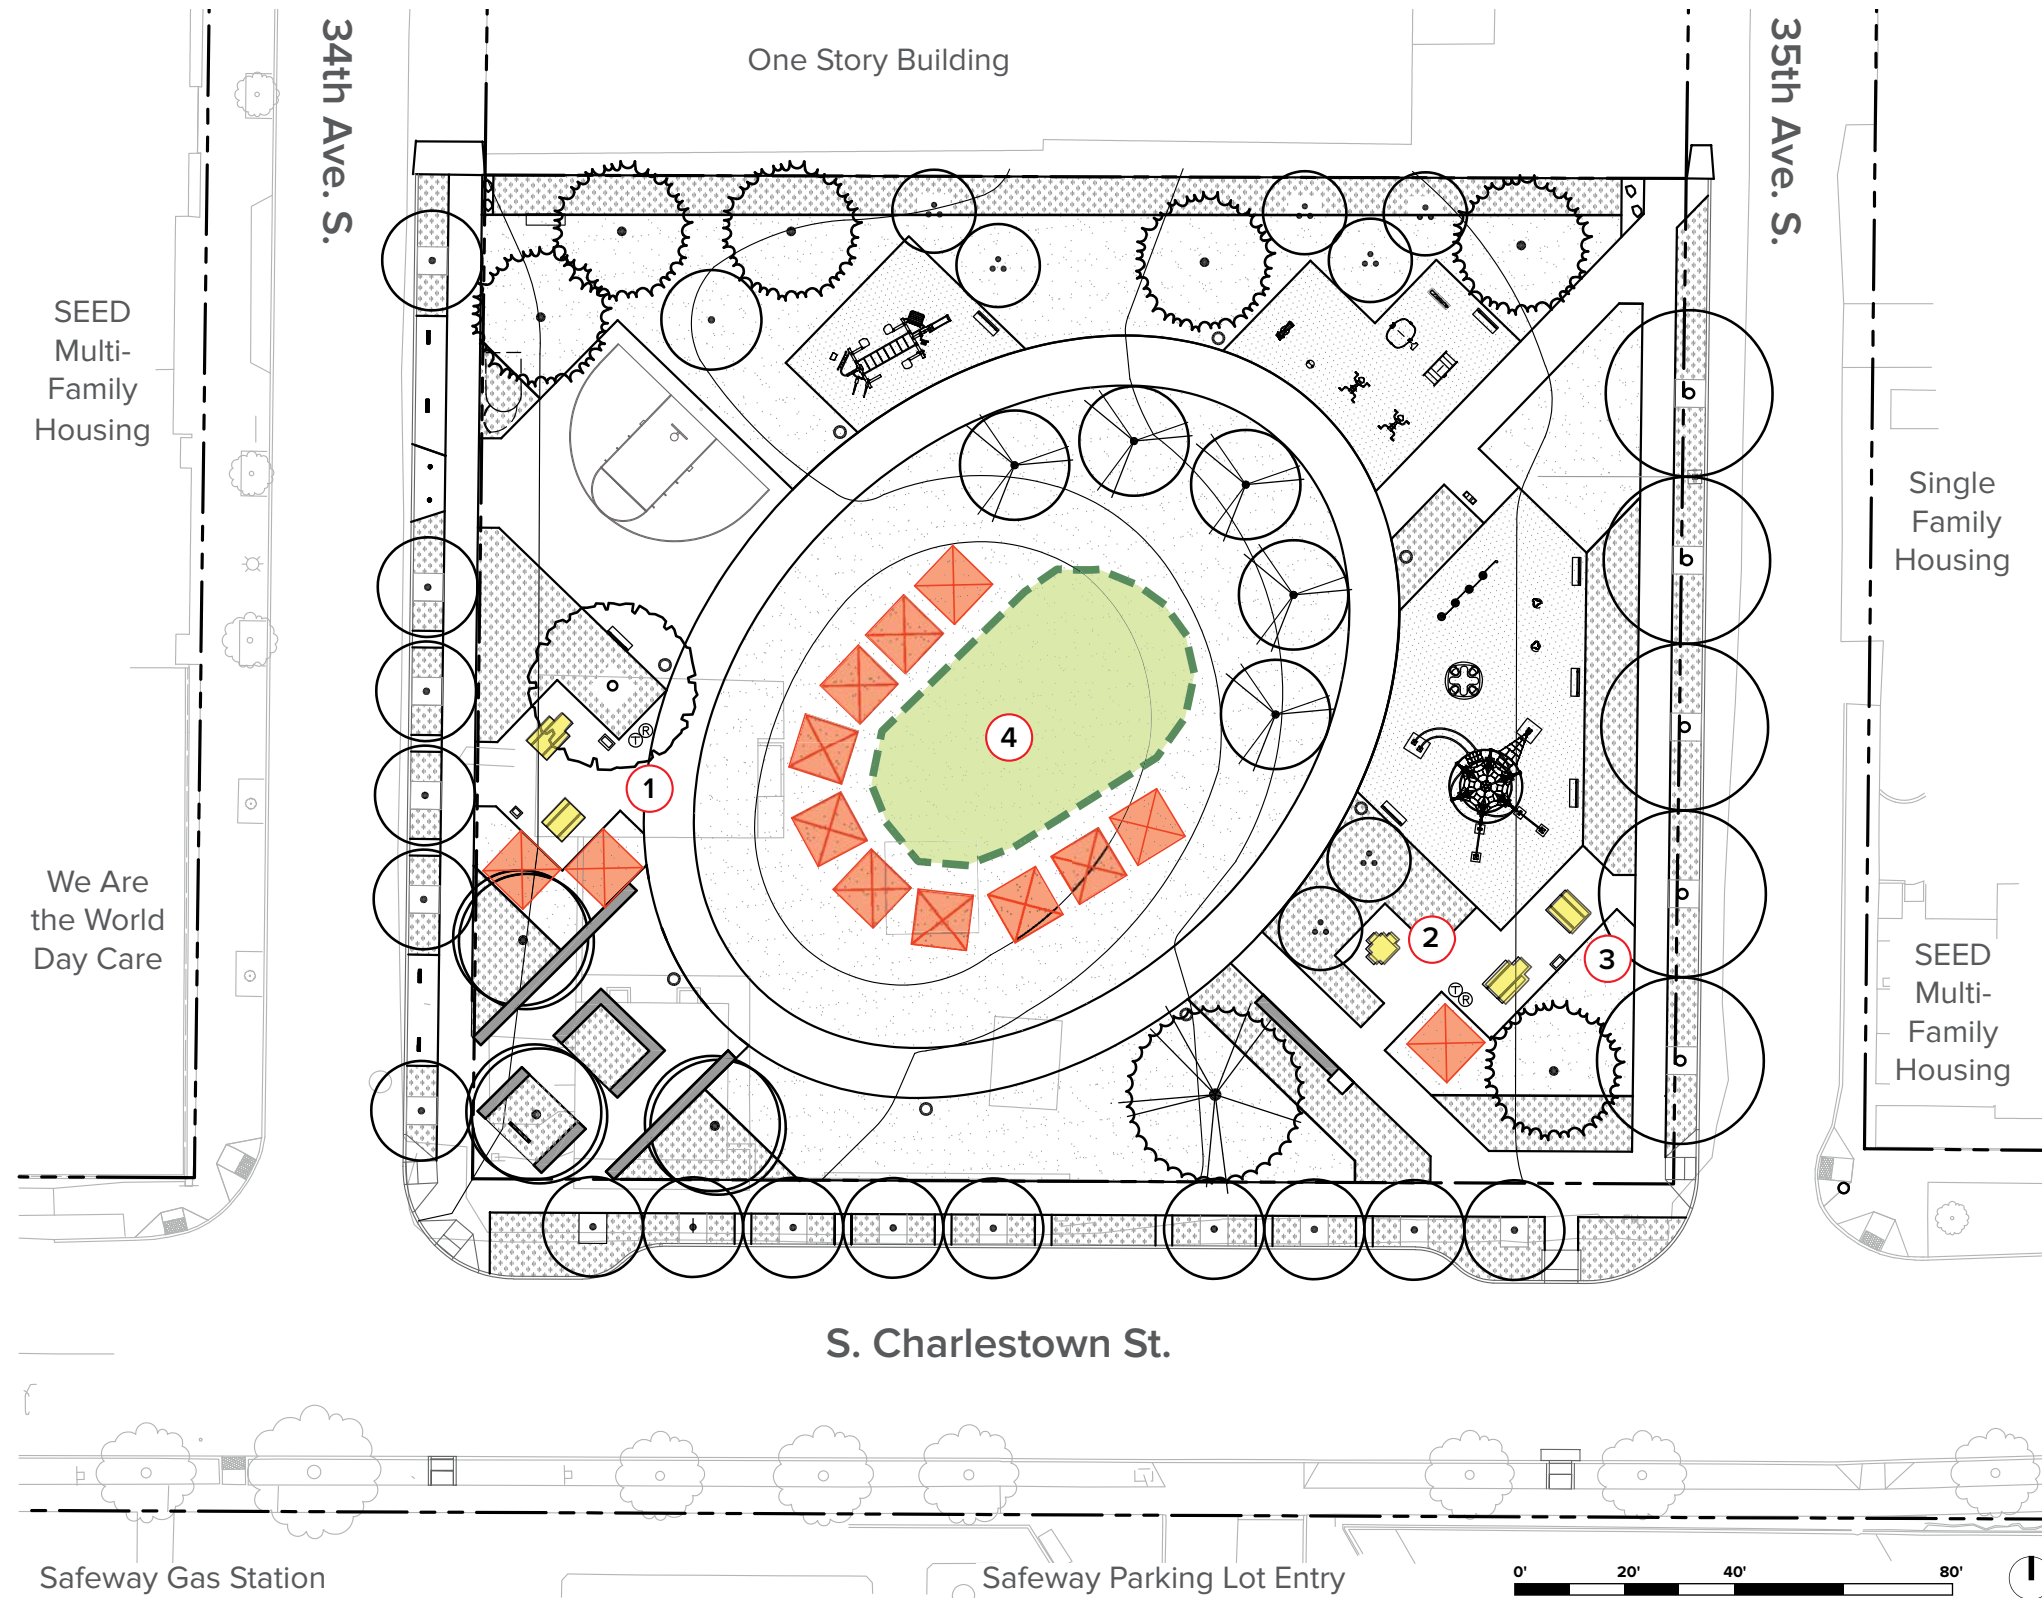 34th Ave. S.
One Story Building
35th Ave. S.
SEED
Multi-
Family
Housing
Single
Family
Housing
4
1
T R
We Are
the World
Day Care
2
3
T R
SEED
Multi-
Family
Housing
S. Charlestown St.
Safeway Gas Station
Safeway Parking Lot Entry
0' 20' 40' 80'